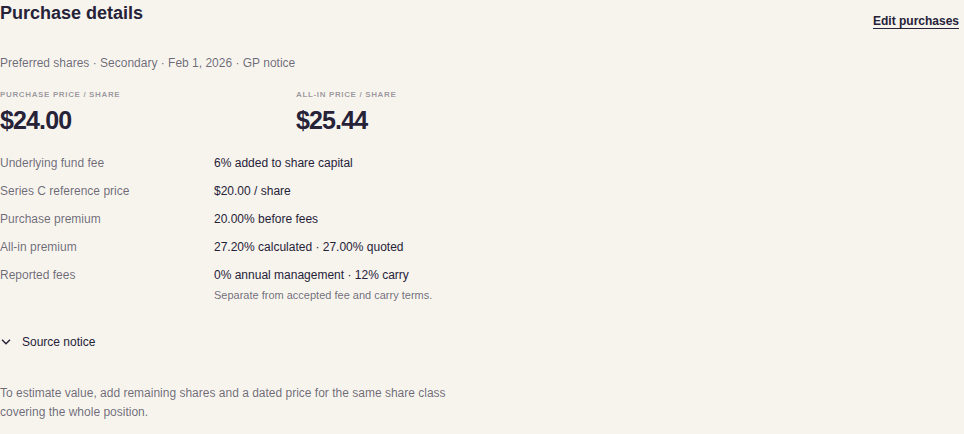 Purchase details
Edit purchases
Preferred shares · Secondary · Feb 1, 2026 · GP notice
PURCHASE PRICE / SHARE
ALL-IN PRICE / SHARE
$24.00
$25.44
Underlying fund fee 6% added to share capital
Series C reference price $20.00 / share
Purchase premium 20.00% before fees
All-in premium 27.20% calculated · 27.00% quoted
Reported fees 0% annual management · 12% carry
Separate from accepted fee and carry terms.
Source notice
To estimate value, add remaining shares and a dated price for the same share class
covering the whole position.